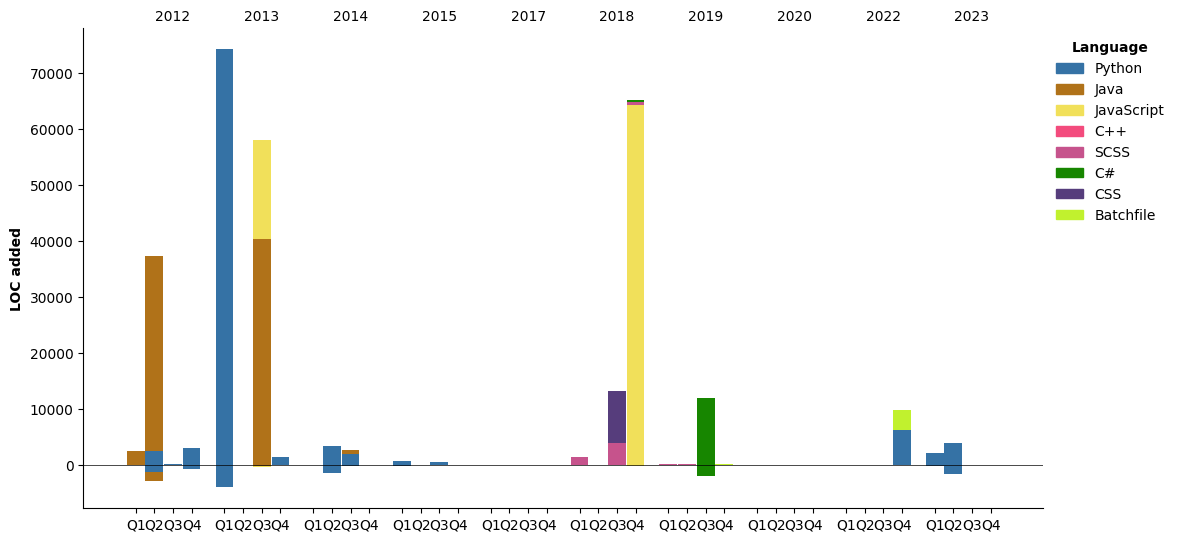 2012 2013 2014 2015 2017 2018 2019 2020 2022 2023
Language
Python
Java
JavaScript
C++
SCSS
C#
CSS
Batchfile
LOC added
70000
60000
50000
40000
30000
20000
10000
0
Q1Q2Q3Q4 Q1Q2Q3Q4 Q1Q2Q3Q4 Q1Q2Q3Q4 Q1Q2Q3Q4 Q1Q2Q3Q4 Q1Q2Q3Q4 Q1Q2Q3Q4 Q1Q2Q3Q4 Q1Q2Q3Q4